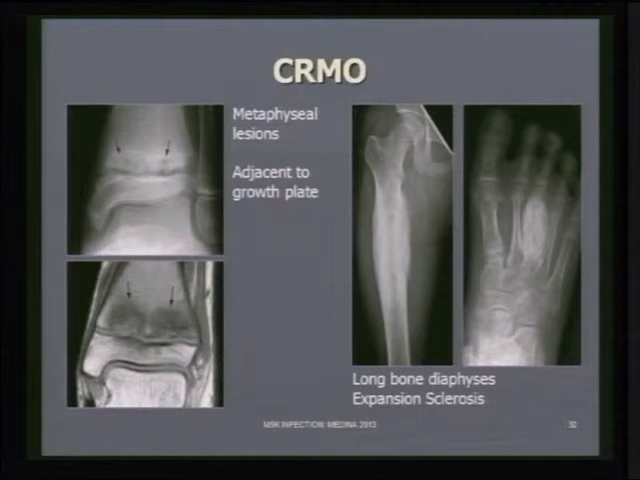 CRMO
Metaphyseal
lesions
Adjacent to
growth plate
Long bone diaphyses
Expansion Sclerosis
MSK INFECTION: MEDINA 2013
32